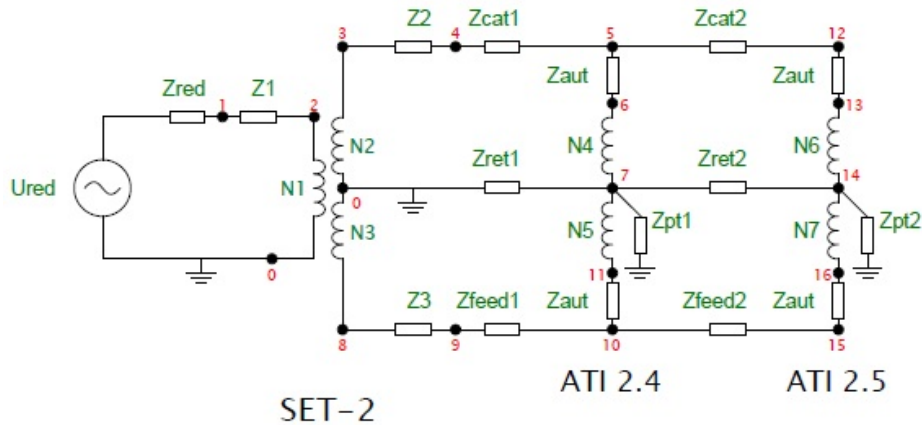 3 Z2 4 Zcat1 5 Zcat2 12
Zaut Zaut
Zred 1 Z1 2 6 13
N2 N4 N6
Ured N1 Zret1 7 Zret2 14
0 N3 N5 Zpt1 N7 Zpt2
0 11 16
Z3 Zfeed1 Zaut Zfeed2 Zaut
8 9 10 15
ATI 2.4 ATI 2.5
SET-2